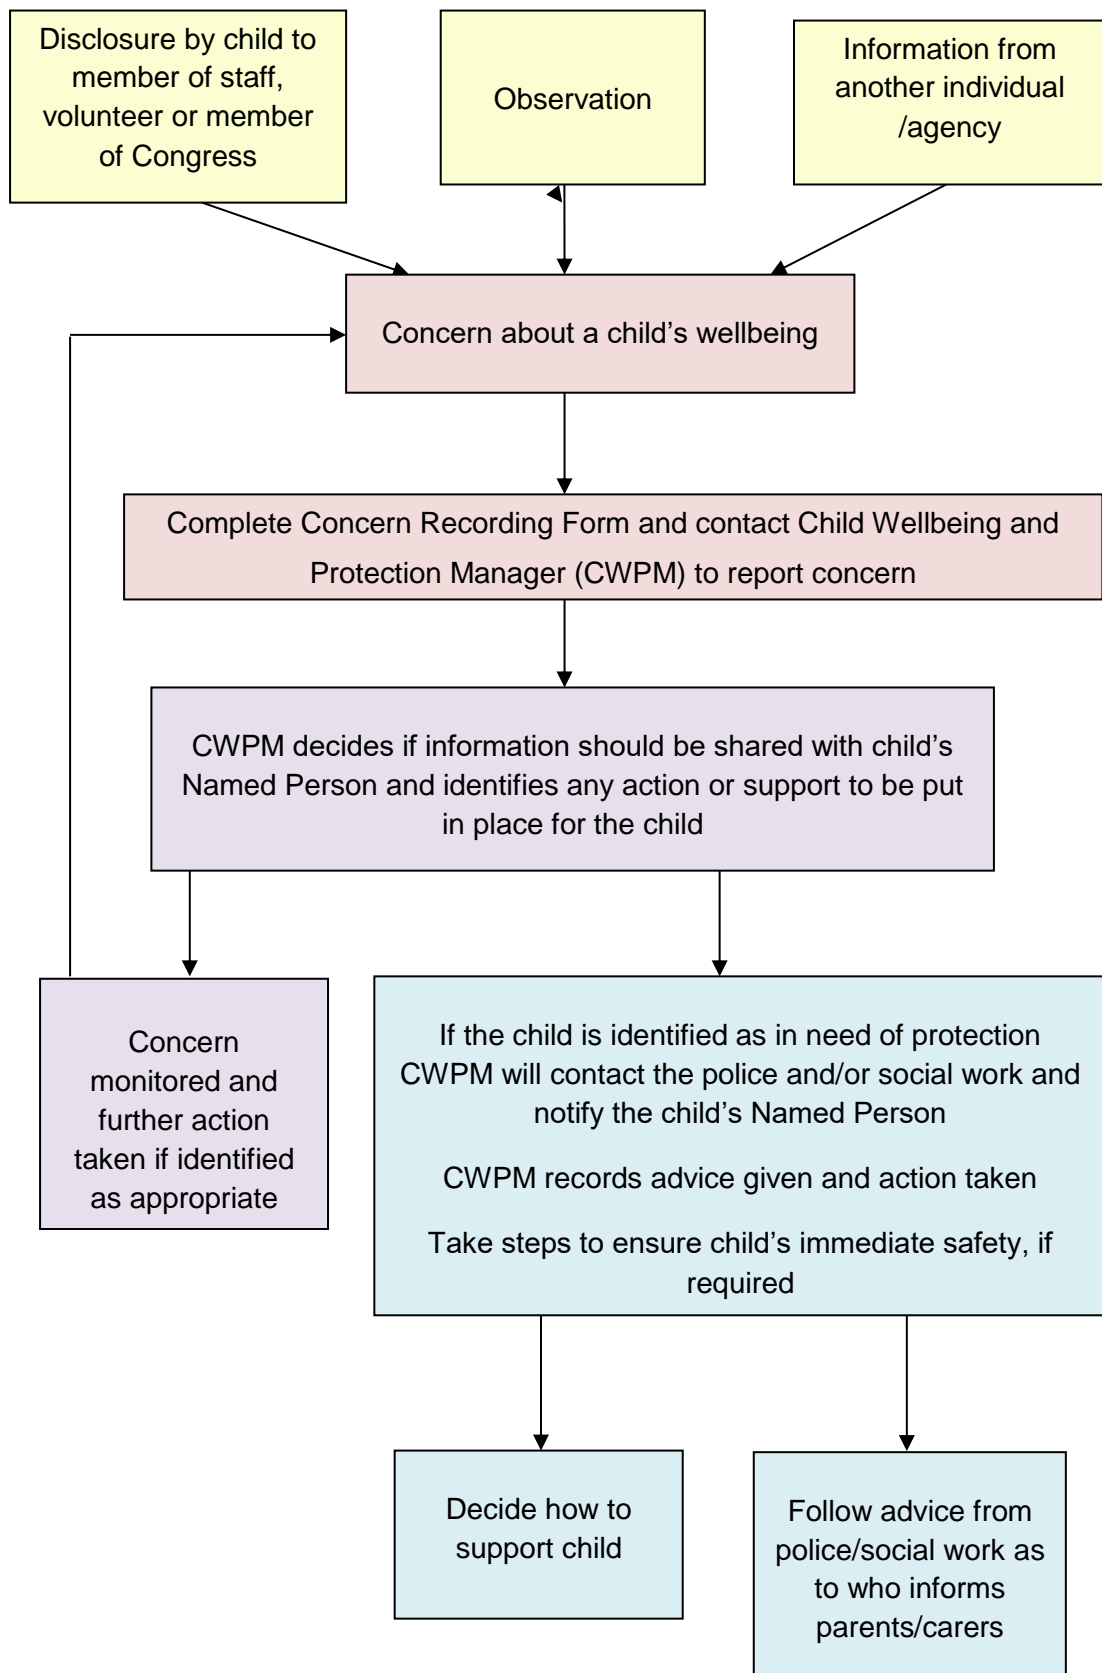 Disclosure by child to
member of staff,
volunteer or member
of Congress
Observation
Information from
another individual
/agency
Concern about a child’s wellbeing
Complete Concern Recording Form and contact Child Wellbeing and
Protection Manager (CWPM) to report concern
CWPM decides if information should be shared with child’s
Named Person and identifies any action or support to be put
in place for the child
Concern
monitored and
further action
taken if identified
as appropriate
If the child is identified as in need of protection
CWPM will contact the police and/or social work and
notify the child’s Named Person
CWPM records advice given and action taken
Take steps to ensure child’s immediate safety, if
required
Decide how to
support child
Follow advice from
police/social work as
to who informs
parents/carers